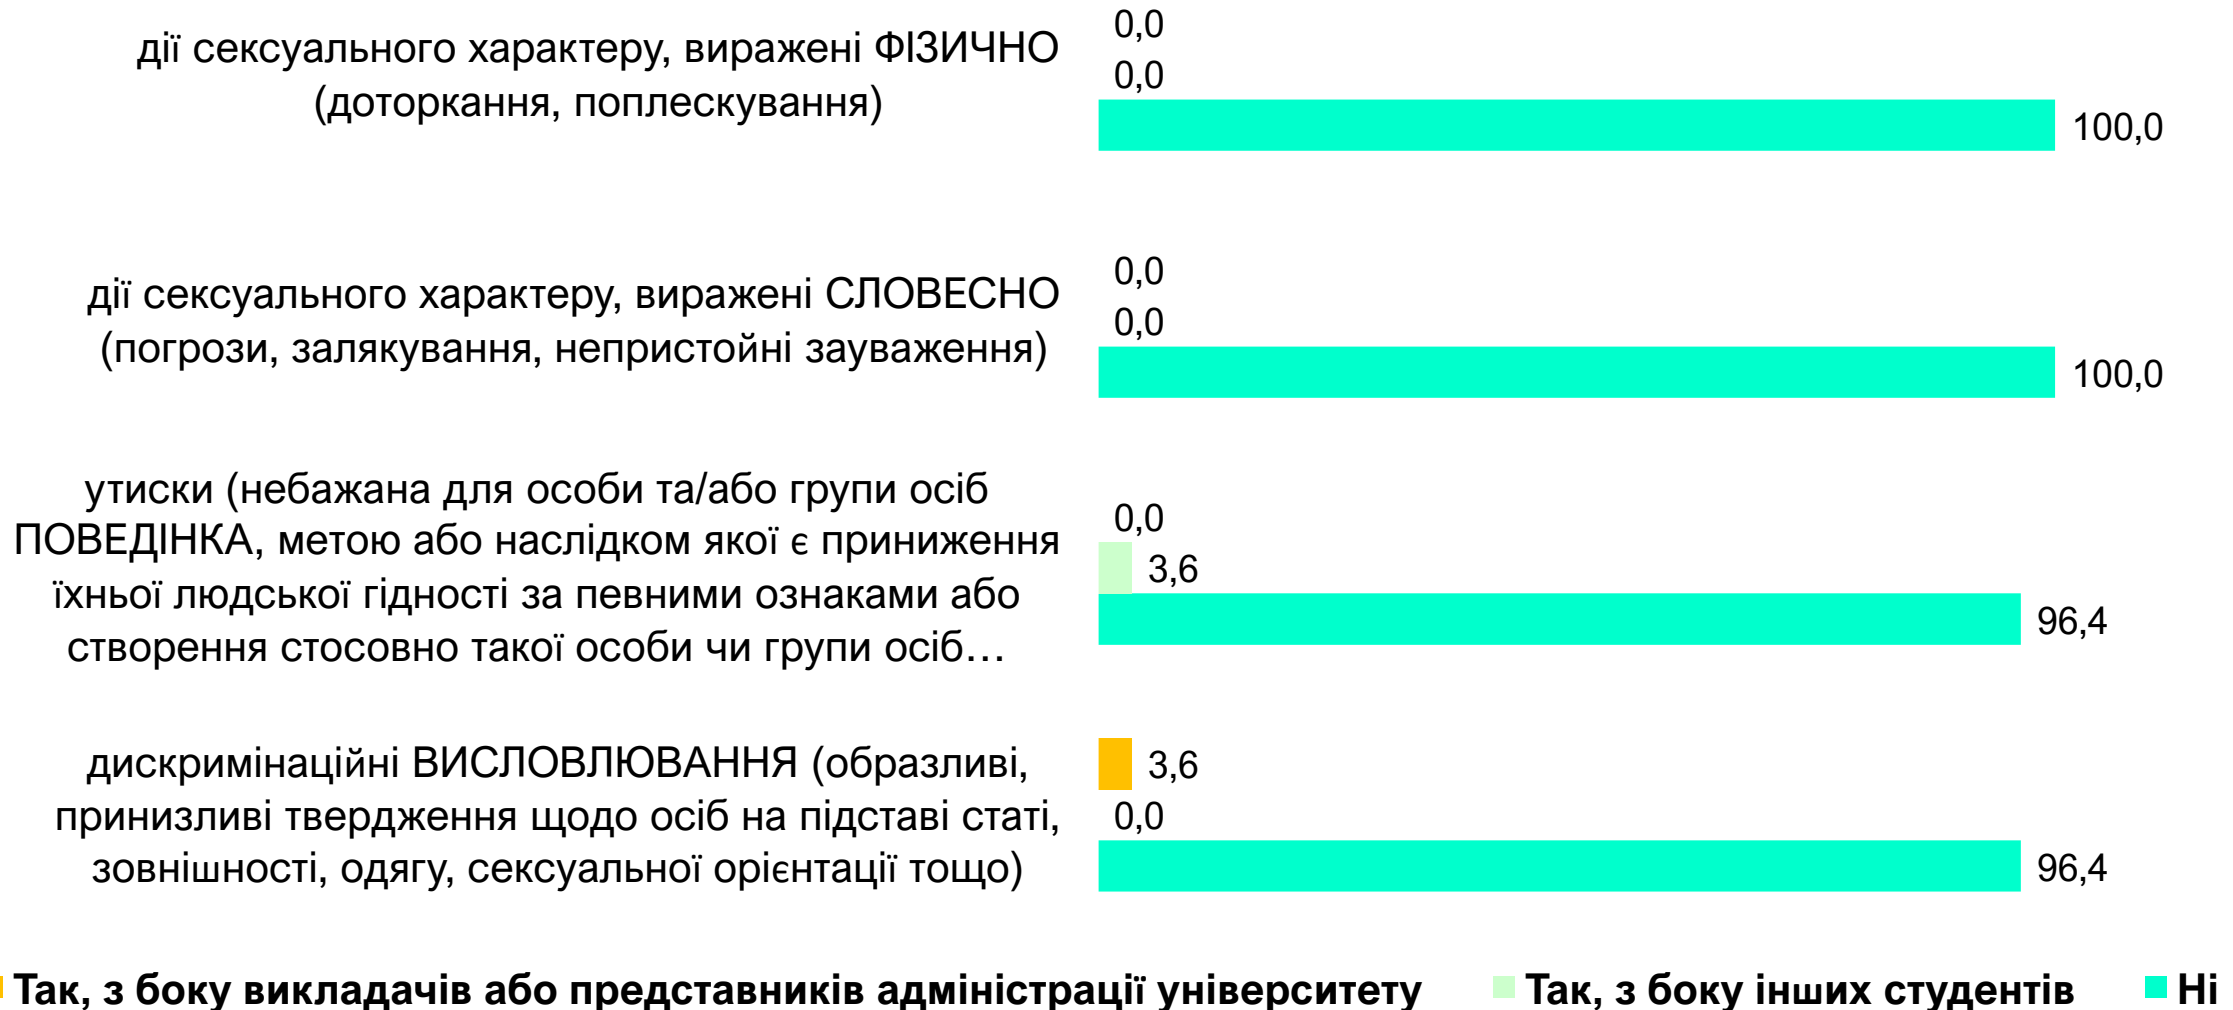 дії сексуального характеру, виражені ФІЗИЧНО
(доторкання, поплескування)
0,0
0,0
100,0
дії сексуального характеру, виражені СЛОВЕСНО
(погрози, залякування, непристойні зауваження)
0,0
0,0
100,0
утиски (небажана для особи та/або групи осіб
ПОВЕДІНКА, метою або наслідком якої є приниження
їхньої людської гідності за певними ознаками або
створення стосовно такої особи чи групи осіб…
0,0
3,6
96,4
дискримінаційні ВИСЛОВЛЮВАННЯ (образливі,
принизливі твердження щодо осіб на підставі статі,
зовнішності, одягу, сексуальної орієнтації тощо)
3,6
0,0
96,4
Так, з боку викладачів або представників адміністрації університету
Так, з боку інших студентів
Ні